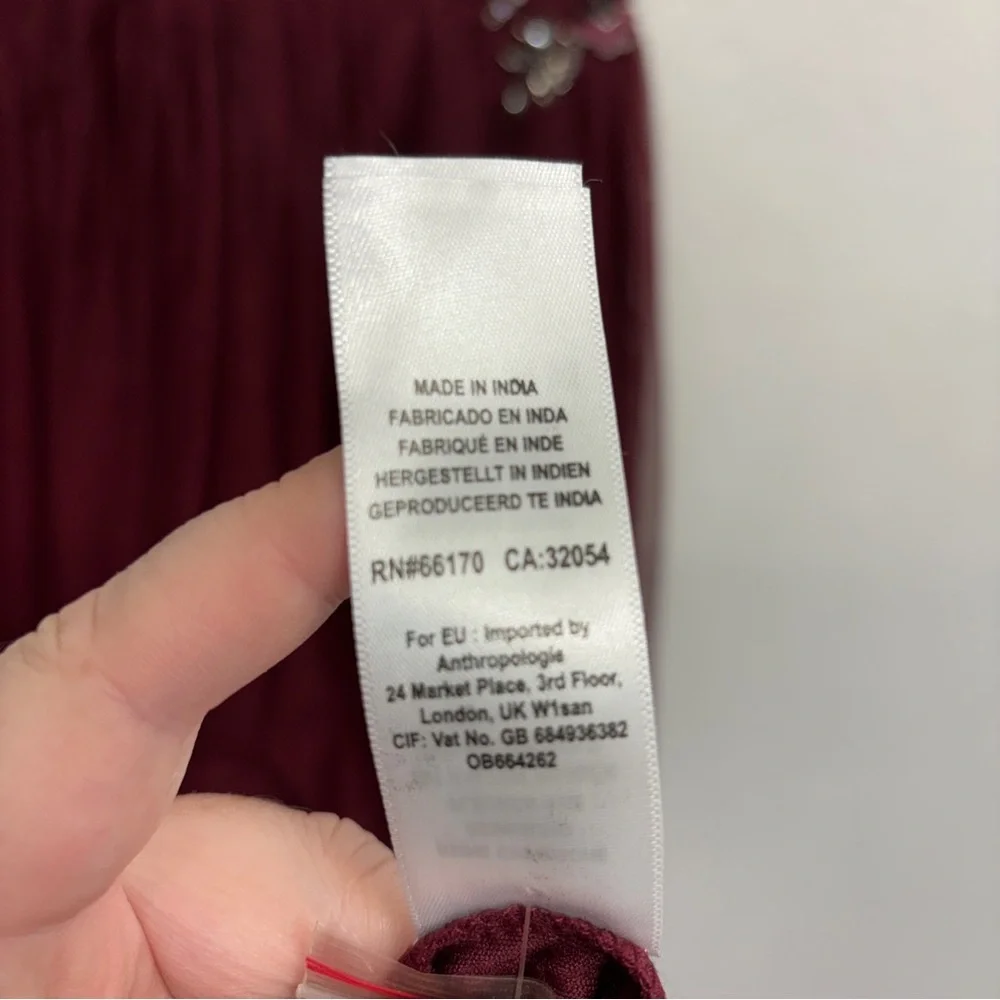 MADE IN INDIA
FABRICADO EN INDA
FABRIQUÉ EN INDE
HERGESTELLT IN INDIEN
GEPRODUCEERD TE INDIA
RN#66170 CA:32054
For EU : Imported by
Anthropologie
24 Market Place, 3rd Floor,
London, UK W1san
CIF: Vat No. GB 684936382
OB664262